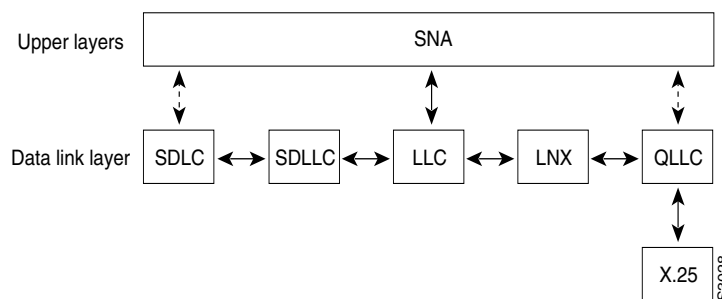 Upper layers
SNA
Data link layer
SDLC
SDLLC
LLC
LNX
QLLC
X.25